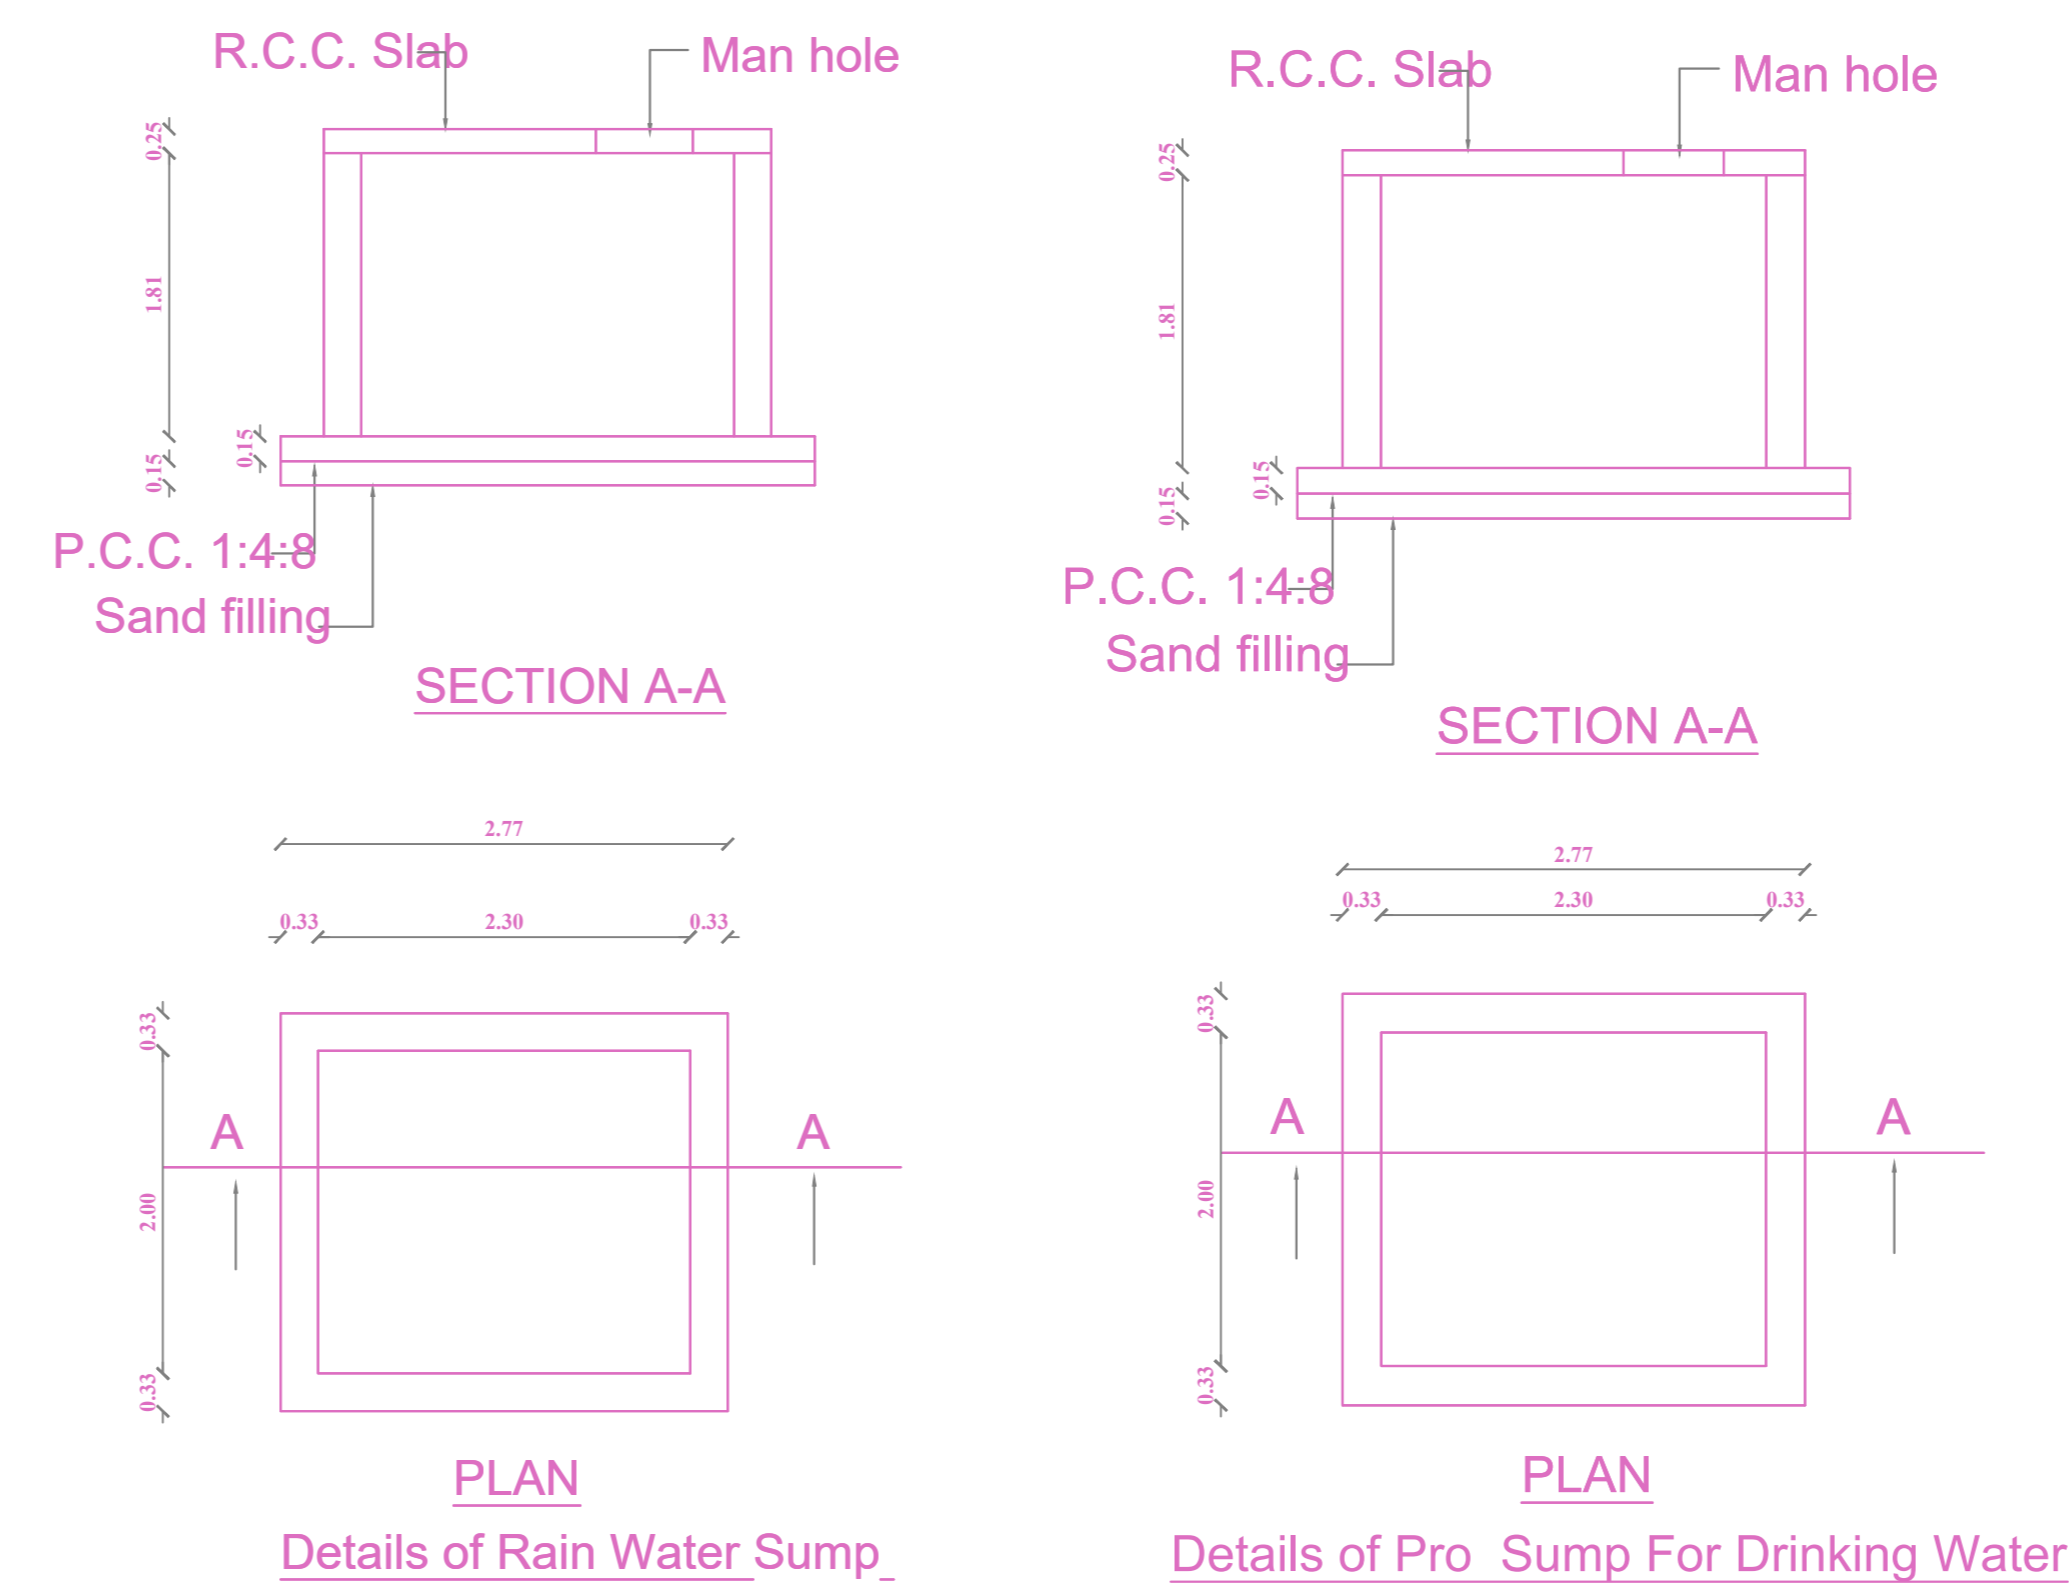 R.C.C. Slab
Man hole
0.25
1.81
0.15
0.15
P.C.C. 1:4:8
Sand filling
SECTION A-A
2.77
0.33 2.30 0.33
0.33
A A
2.00
0.33
PLAN
Details of Rain Water Sump
R.C.C. Slab
Man hole
0.25
1.81
0.15
0.15
P.C.C. 1:4:8
Sand filling
SECTION A-A
2.77
0.33 2.30 0.33
0.33
A A
2.00
0.33
PLAN
Details of Pro Sump For Drinking Water